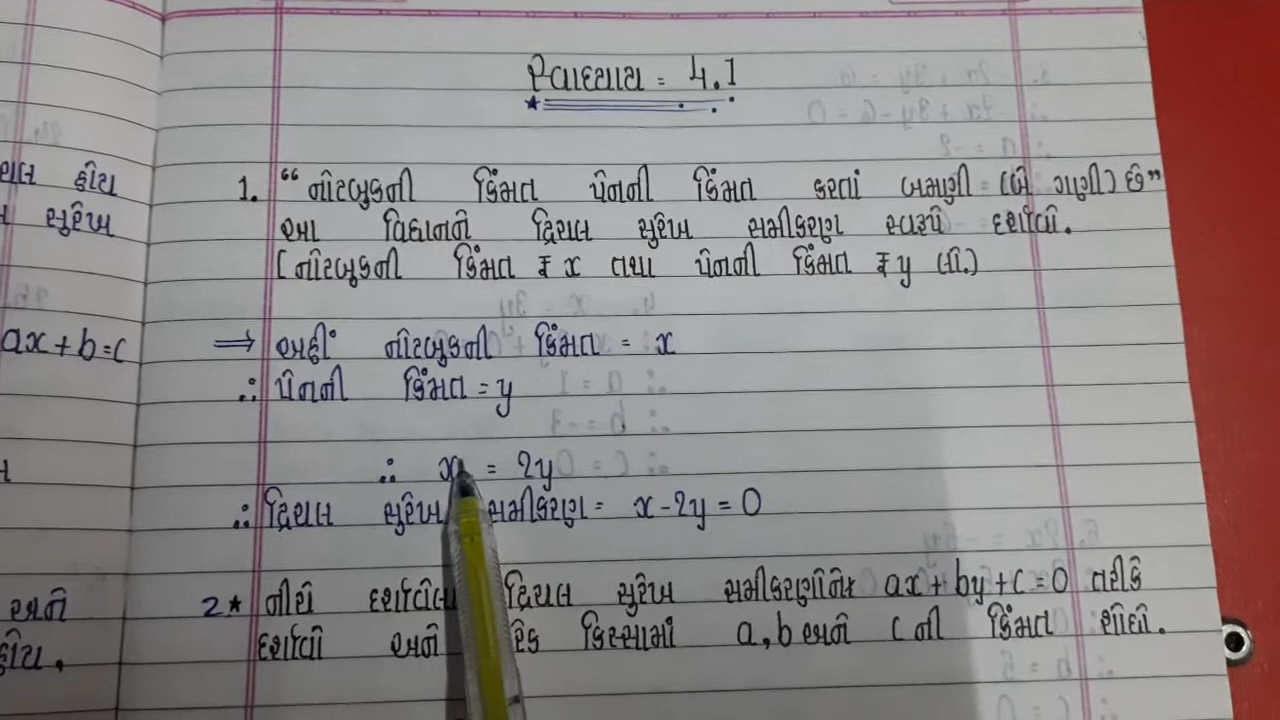 સ્વાધ્યાય = 4.1
1. “નોટબુકની કિંમત પેનની કિંમત કરતાં બમણી (બે ગણી) છે”
આ વિધાનને દ્વિચલ સુરેખ સમીકરણ સ્વરૂપે દર્શાવો.
[નોટબુકની કિંમત ₹ x તથા પેનની કિંમત ₹ y લો.)
⇒ અહીં નોટબુકની કિંમત = x
∴ પેનની કિંમત = y
∴ x = 2y
∴ દ્વિચલ સુરેખ સમીકરણ = x - 2y = 0
2* નીચે દર્શાવેલ દ્વિચલ સુરેખ સમીકરણોને ax + by + c = 0 તરીકે
દર્શાવો અને કિસ્સામાં a, b અને c ની કિંમત શોધો.
સુરેખ
ax + b = c
અને
હોય.